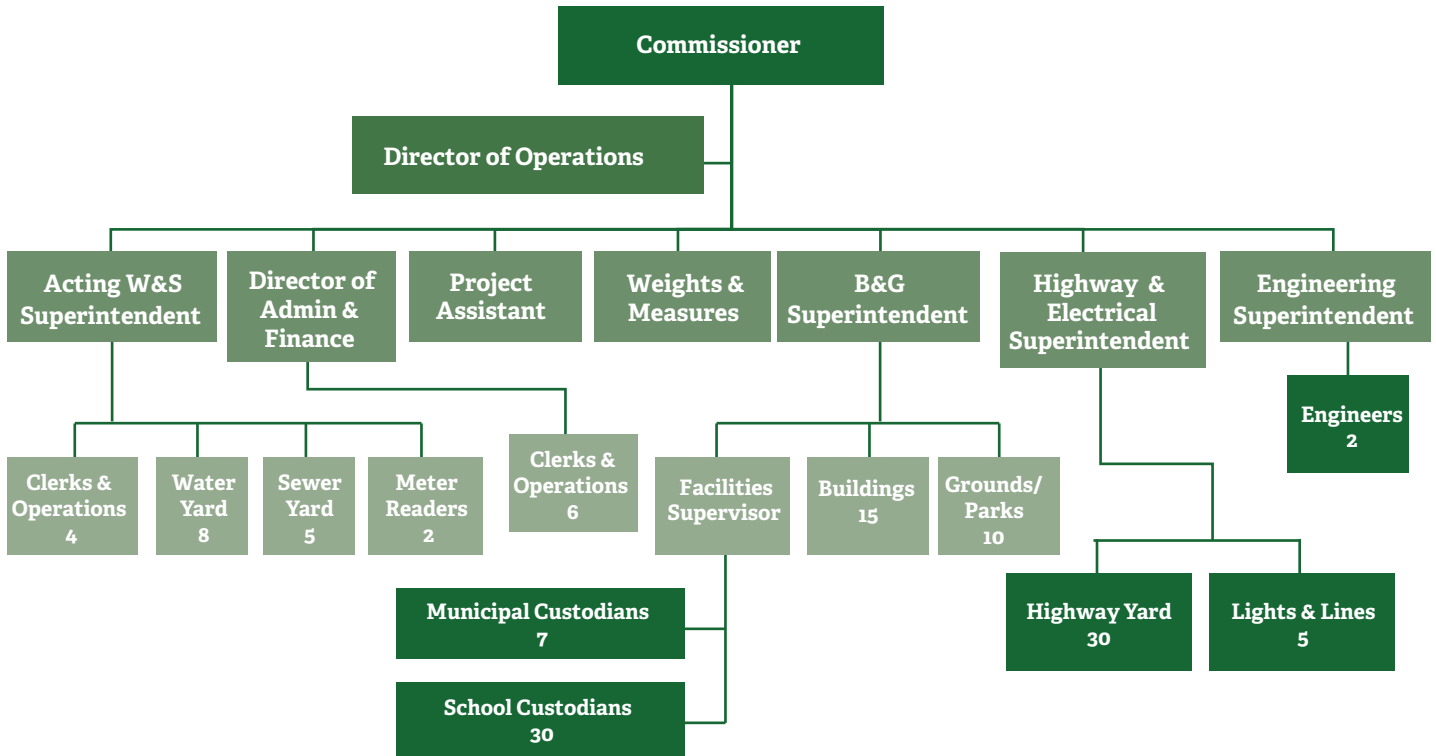 Commissioner
Director of Operations
Acting W&S
Superintendent
Director of
Admin &
Finance
Project
Assistant
Weights &
Measures
B&G
Superintendent
Highway &
Electrical
Superintendent
Engineering
Superintendent
Engineers
2
Clerks &
Operations
4
Water
Yard
8
Sewer
Yard
5
Meter
Readers
2
Clerks &
Operations
6
Facilities
Supervisor
Buildings
15
Grounds/
Parks
10
Municipal Custodians
7
School Custodians
30
Highway Yard
30
Lights & Lines
5